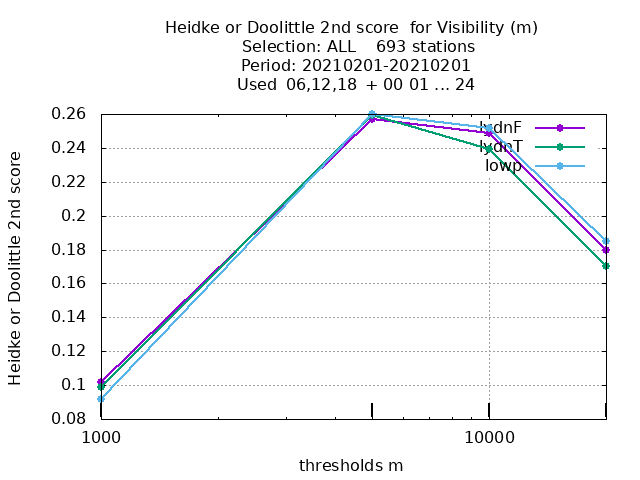 Heidke or Doolittle 2nd score for Visibility (m)
Selection: ALL 693 stations
Period: 20210201-20210201
Used 06,12,18 + 00 01 ... 24
Heidke or Doolittle 2nd score
0.26
0.24
0.22
0.2
0.18
0.16
0.14
0.12
0.1
0.08
lvdnF
lvdnT
lowp
1000
10000
thresholds m